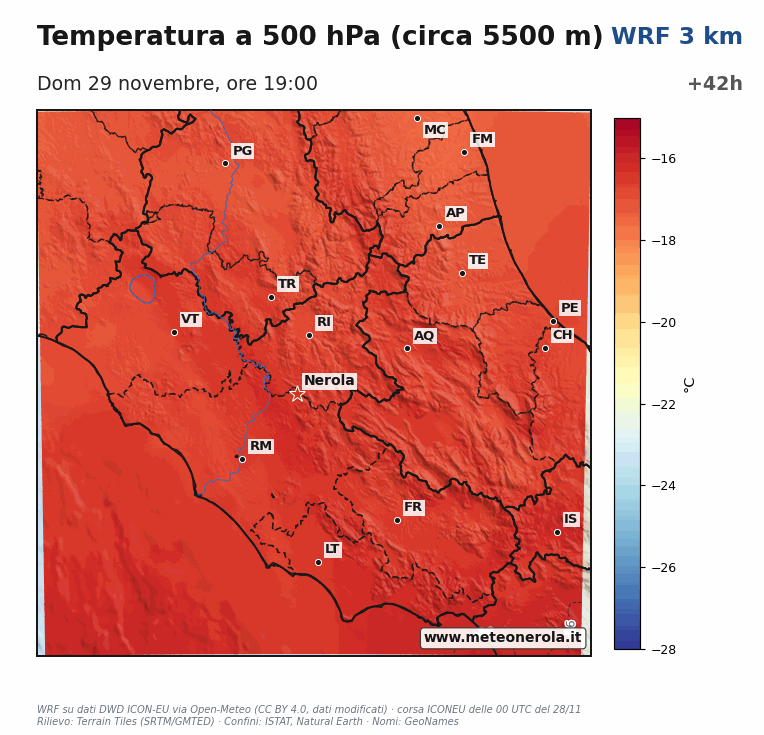 Temperatura a 500 hPa (circa 5500 m) WRF 3 km
Dom 29 novembre, ore 19:00 +42h
MC
FM
PG
AP
TE
TR
PE
VT
RI
AQ
CH
Nerola
RM
FR
IS
LT
www.meteonerola.it
−16
−18
−20
−22
−24
−26
−28
°C
WRF su dati DWD ICON-EU via Open-Meteo (CC BY 4.0, dati modificati) · corsa ICONEU delle 00 UTC del 28/11
Rilievo: Terrain Tiles (SRTM/GMTED) · Confini: ISTAT, Natural Earth · Nomi: GeoNames